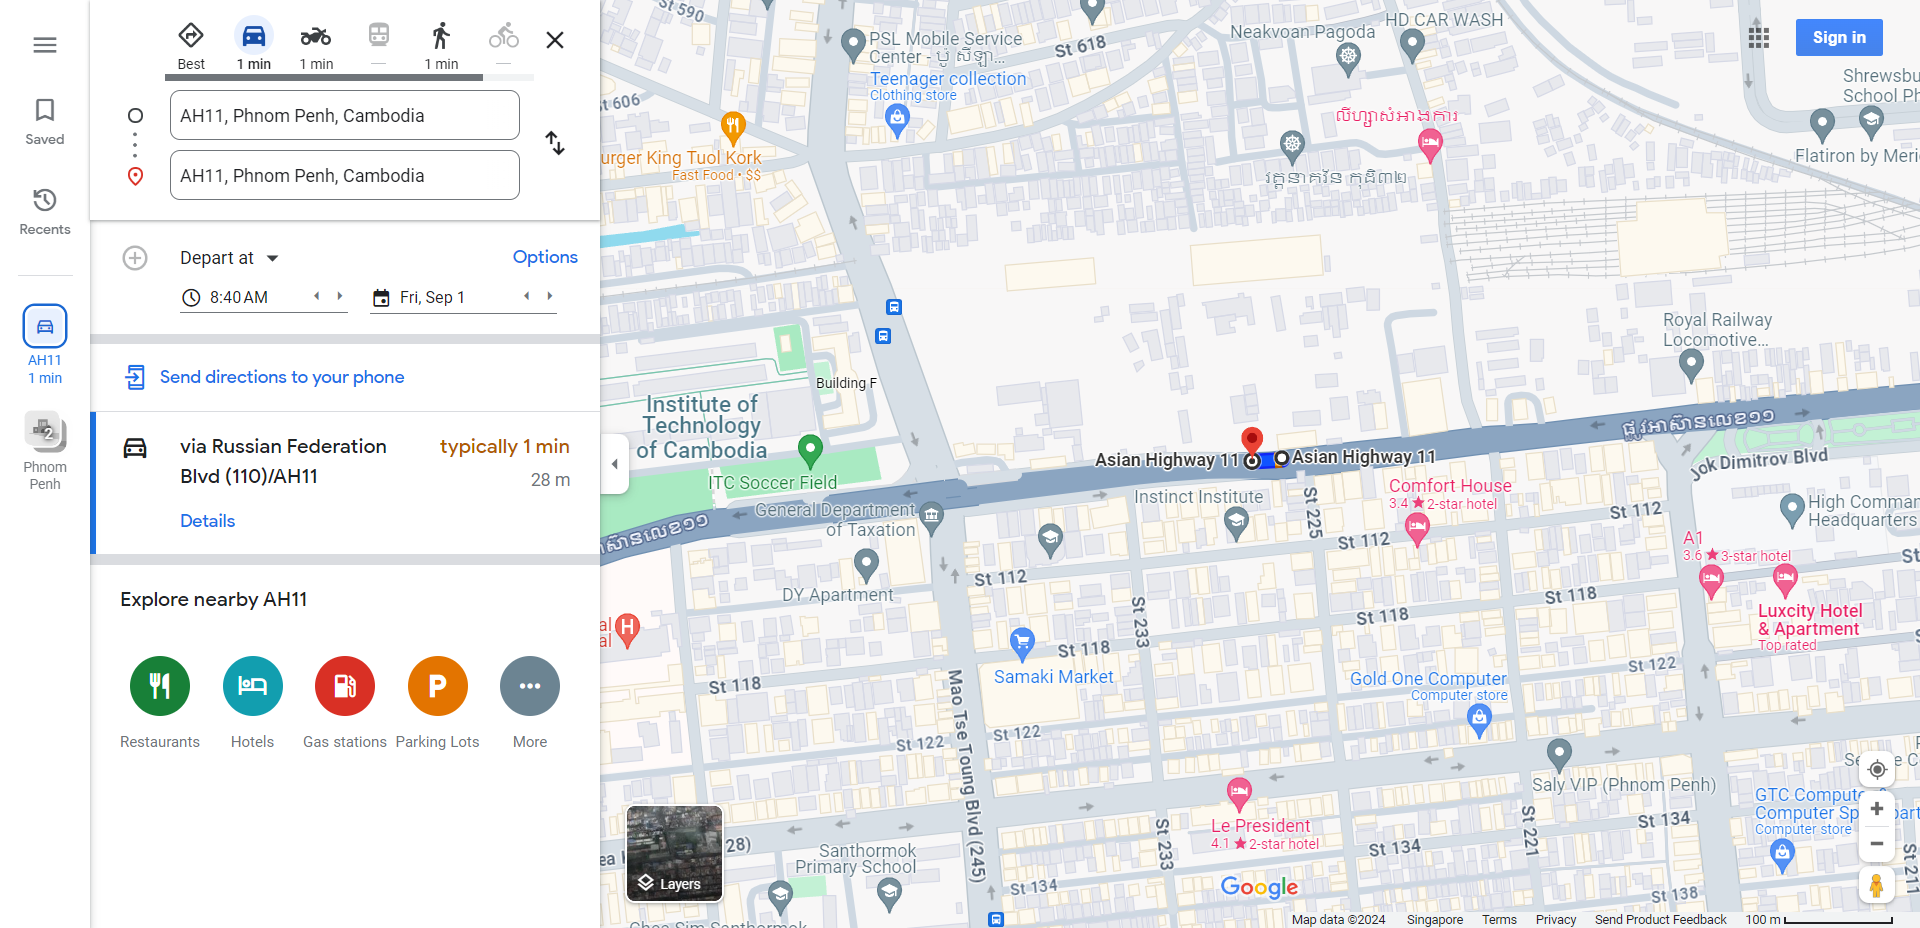 Saved
Recents
AH11
1 min
2
Phnom
Penh
Best
1 min
1 min
1 min
AH11, Phnom Penh, Cambodia
AH11, Phnom Penh, Cambodia
Depart at
Options
8:40 AM
Fri, Sep 1
Send directions to your phone
via Russian Federation
Blvd (110)/AH11
typically 1 min
28 m
Details
Explore nearby AH11
P
Restaurants
Hotels
Gas stations
Parking Lots
More
Sign in
St 590
St 618
St 606
PSL Mobile Service
Teenager collection
Clothing store
Neakvoan Pagoda
HD CAR WASH
Shrewsbu
School Ph
Flatiron by Meri
លីហ្សាសំអាងការ
វត្តនាគវ័ន កុដិ៣២
urger King Tuol Kork
Fast Food • $$
Royal Railway
Locomotive...
Building F
Institute of
Technology
of Cambodia
ITC Soccer Field
General Department
of Taxation
Asian Highway 11
Asian Highway 11
ផ្លូវអាស៊ានលេខ១១
Jok Dimitrov Blvd
Instinct Institute
Comfort House
3.4 ★ 2-star hotel
St 225
St 112
St 112
St 112
High Comman
Headquarters
A1
3.6 ★ 3-star hotel
St
DY Apartment
St 233
St 118
St 118
St 118
St 118
Luxcity Hotel
& Apartment
Top rated
H
al
al
Samaki Market
St 122
St 122
St 122
Gold One Computer
Computer store
Mao Tse Toung Blvd (245)
Saly VIP (Phnom Penh)
GTC Compute
Computer Sp
part
Computer store
Le President
4.1 ★ 2-star hotel
St 233
St 221
St 134
St 134
St 134
St 138
St 211
28)
Santhormok
Primary School
Layers
Google
Map data ©2024
Singapore
Terms
Privacy
Send Product Feedback
100 m